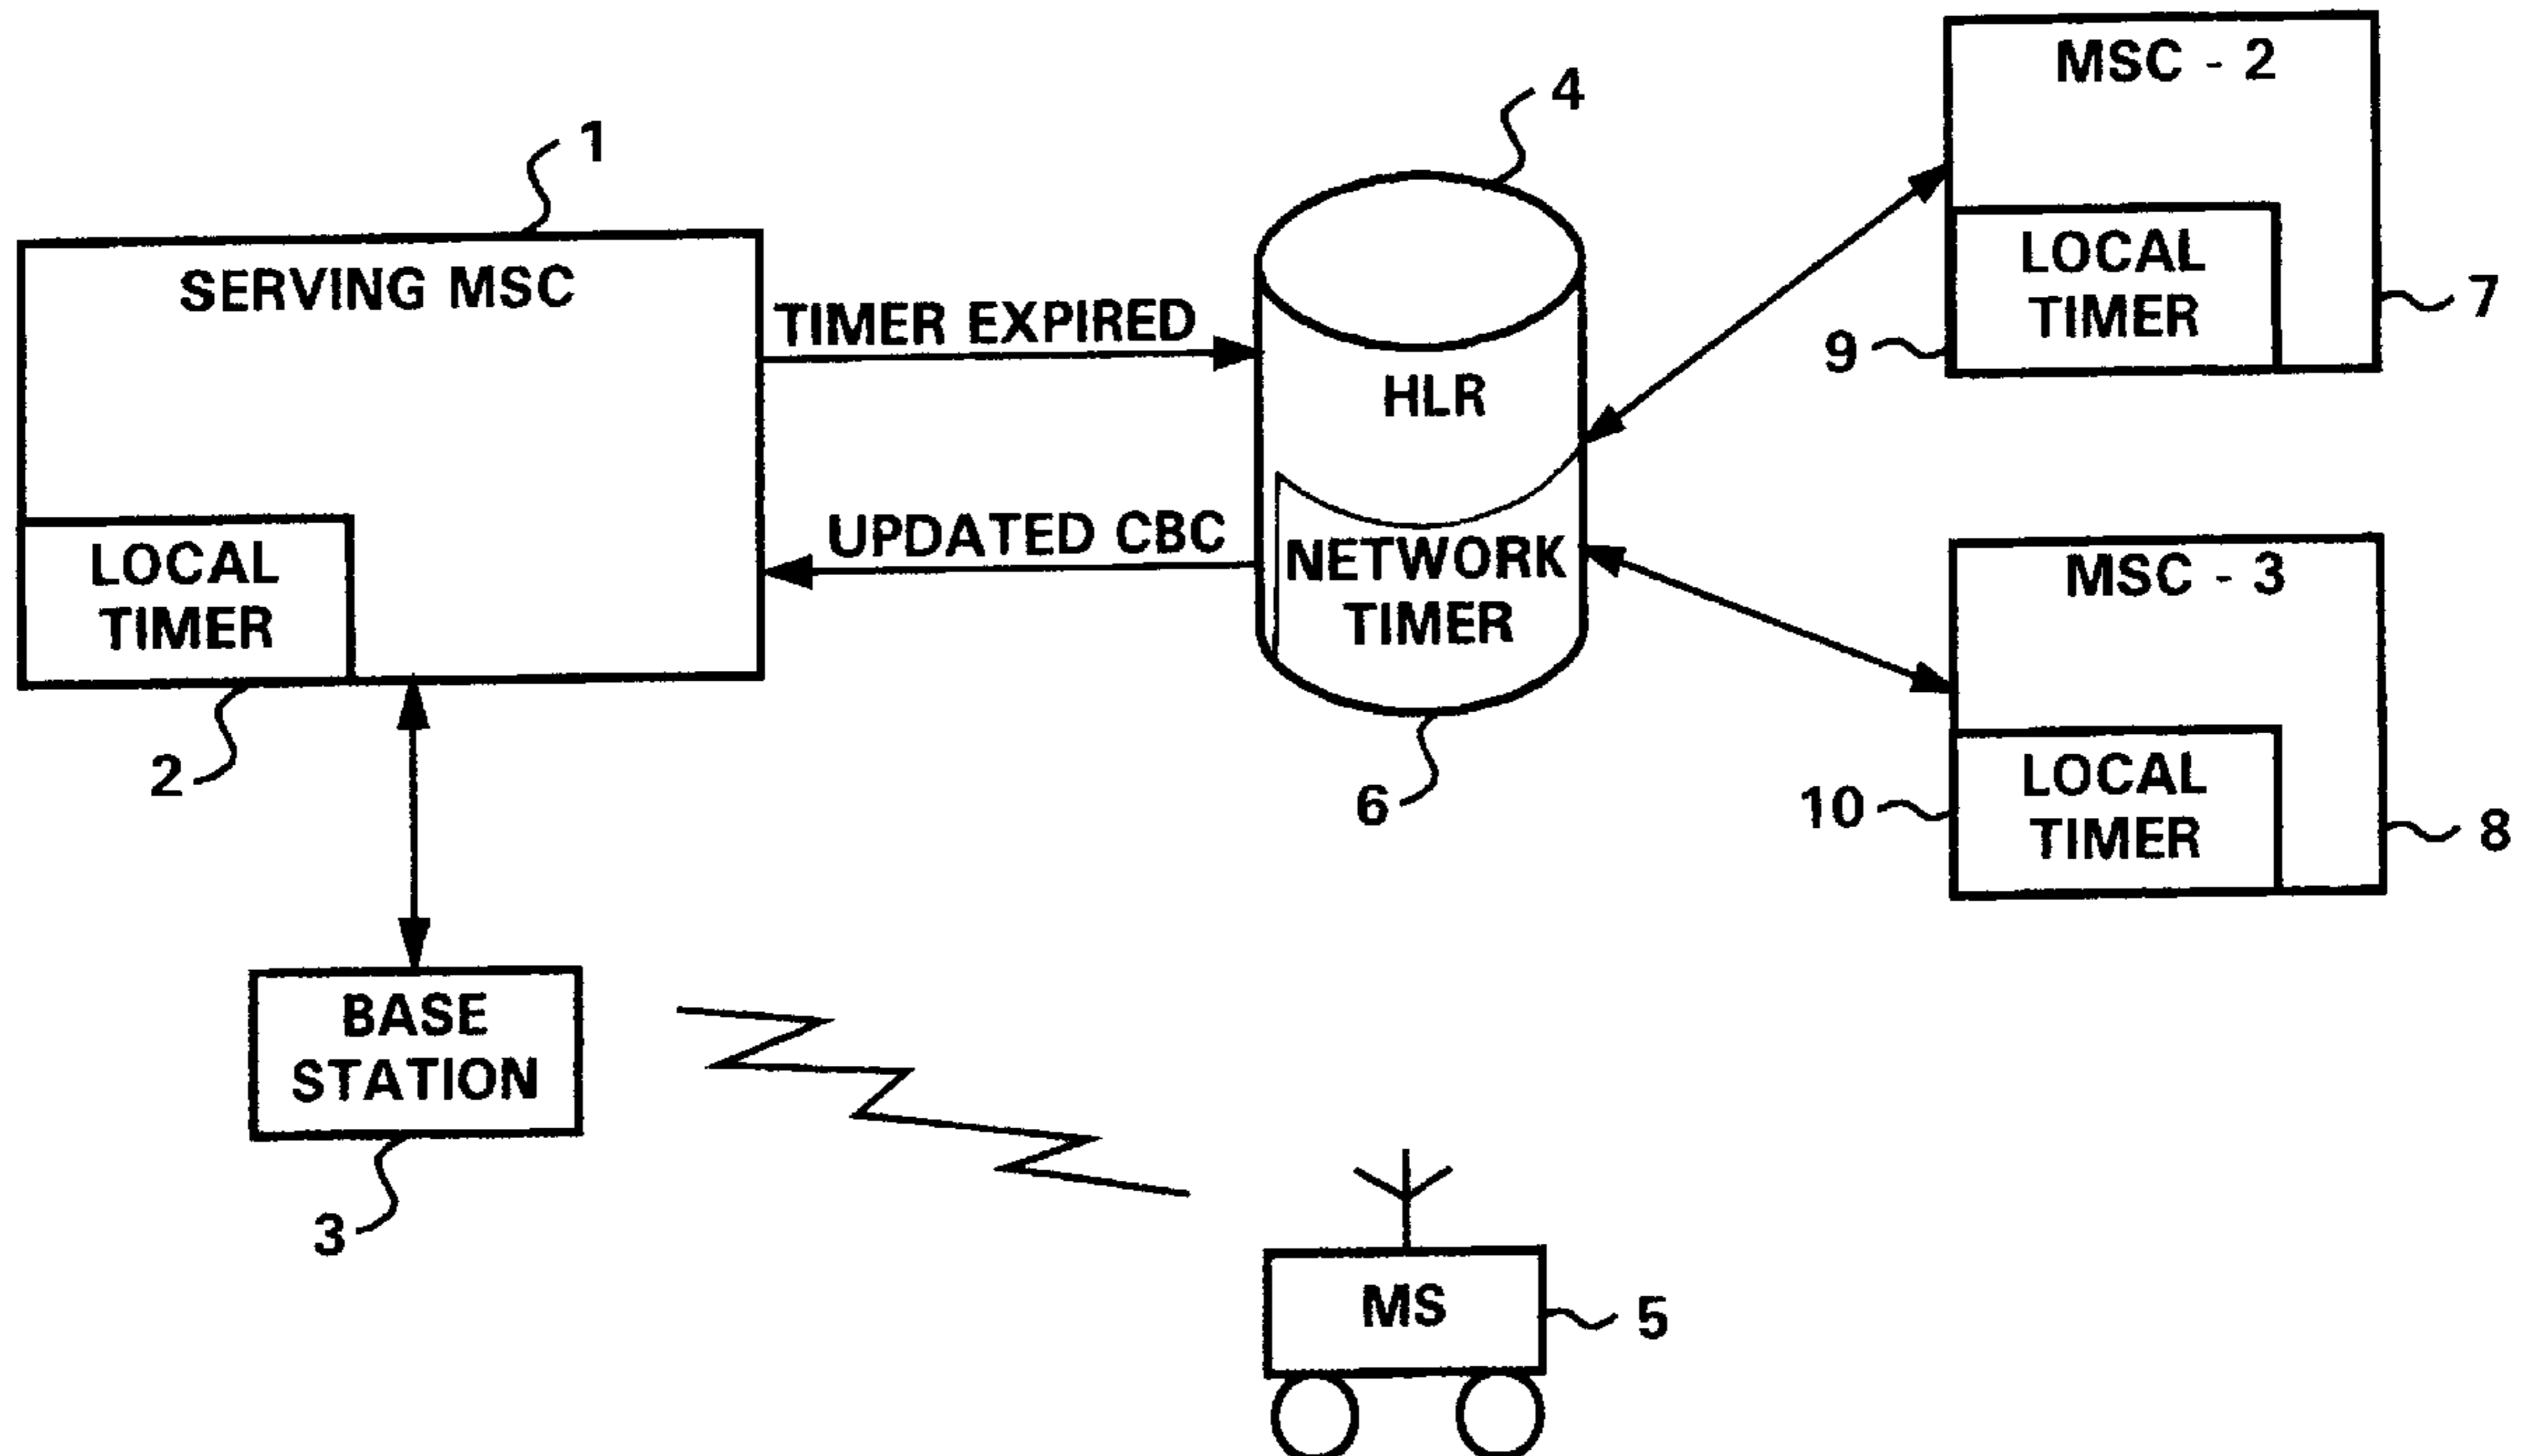 MSC - 2
4
1
LOCAL
TIMER
7
9
SERVING MSC
TIMER EXPIRED
HLR
UPDATED CBC
NETWORK
TIMER
LOCAL
TIMER
MSC - 3
2
6
LOCAL
TIMER
10
8
BASE
STATION
3
MS
5